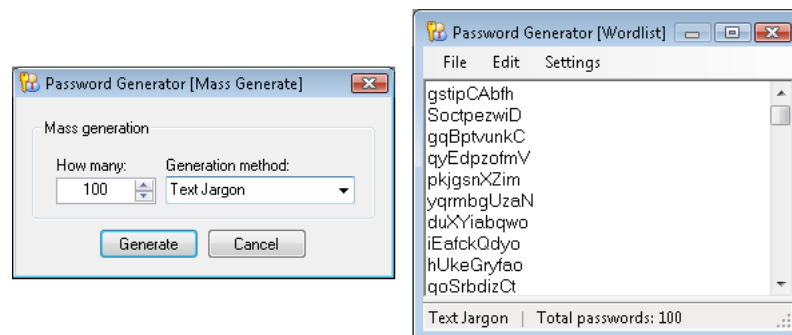 Password Generator [Mass Generate]
Mass generation
How many:
Generation method:
100
Text Jargon
Generate
Cancel
Password Generator [Wordlist]
File Edit Settings
gstipCAbfh
SoctpezwiD
gqBptvunkC
qyEdpzofmV
pkjgsnXZim
yqrmbgUzaN
duXYiabqwo
iEafckQdyo
hUkeGryfao
qoSrbdizCt
Text Jargon | Total passwords: 100